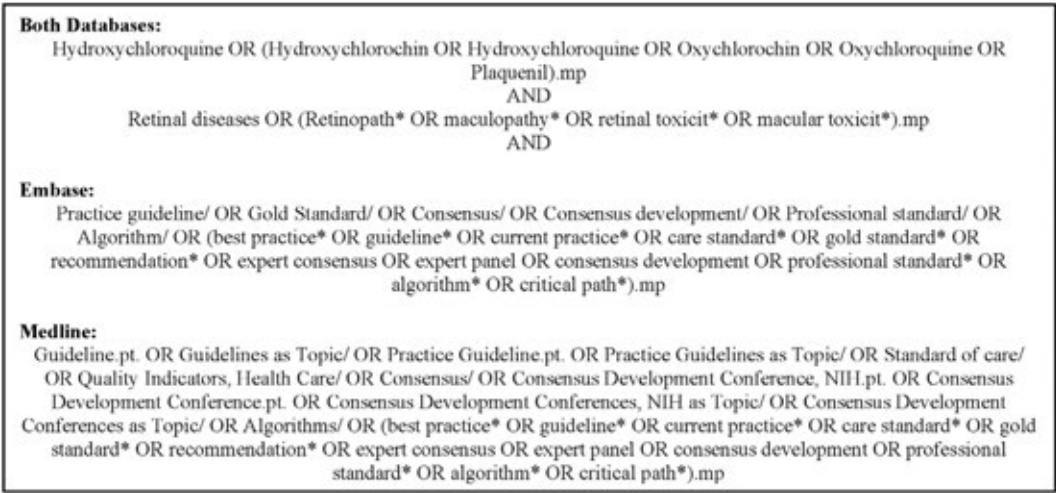 Both Databases:
Hydroxychloroquine OR (Hydroxychlorochin OR Hydroxychloroquine OR Oxychlorochin OR Oxychloroquine OR
Plaquenil).mp
AND
Retinal diseases OR (Retinopath* OR maculopathy* OR retinal toxicit* OR macular toxicit*).mp
AND
Embase:
Practice guideline/ OR Gold Standard/ OR Consensus/ OR Consensus development/ OR Professional standard/ OR
Algorithm/ OR (best practice* OR guideline* OR current practice* OR care standard* OR gold standard* OR
recommendation* OR expert consensus OR expert panel OR consensus development OR professional standard* OR
algorithm* OR critical path*).mp
Medline:
Guideline.pt. OR Guidelines as Topic/ OR Practice Guideline.pt. OR Practice Guidelines as Topic/ OR Standard of care/
OR Quality Indicators, Health Care/ OR Consensus/ OR Consensus Development Conference, NIH.pt. OR Consensus
Development Conference.pt. OR Consensus Development Conferences, NIH as Topic/ OR Consensus Development
Conferences as Topic/ OR Algorithms/ OR (best practice* OR guideline* OR current practice* OR care standard* OR gold
standard* OR recommendation* OR expert consensus OR expert panel OR consensus development OR professional
standard* OR algorithm* OR critical path*).mp